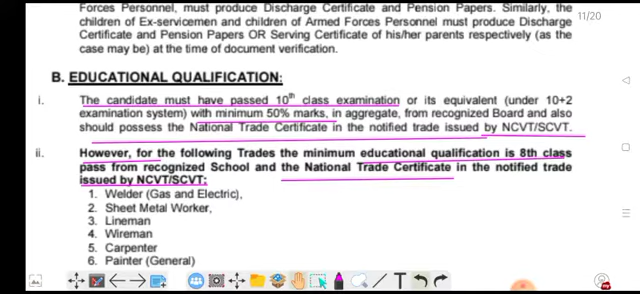 Forces Personnel, must produce Discharge Certificate and Pension Papers. Similarly, the
11/20
children of Ex-servicemen and children of Armed Forces Personnel must produce Discharge
Certificate and Pension Papers OR Serving Certificate of his/her parents respectively (as the
case may be) at the time of document verification.
B. EDUCATIONAL QUALIFICATION:
i. The candidate must have passed 10th class examination or its equivalent (under 10+2
examination system) with minimum 50% marks, in aggregate, from recognized Board and also
should possess the National Trade Certificate in the notified trade issued by NCVT/SCVT.
ii. However, for the following Trades the minimum educational qualification is 8th class
pass from recognized School and the National Trade Certificate in the notified trade
issued by NCVT/SCVT:
1. Welder (Gas and Electric),
2. Sheet Metal Worker,
3. Lineman
4. Wireman
5. Carpenter
6. Painter (General)
T